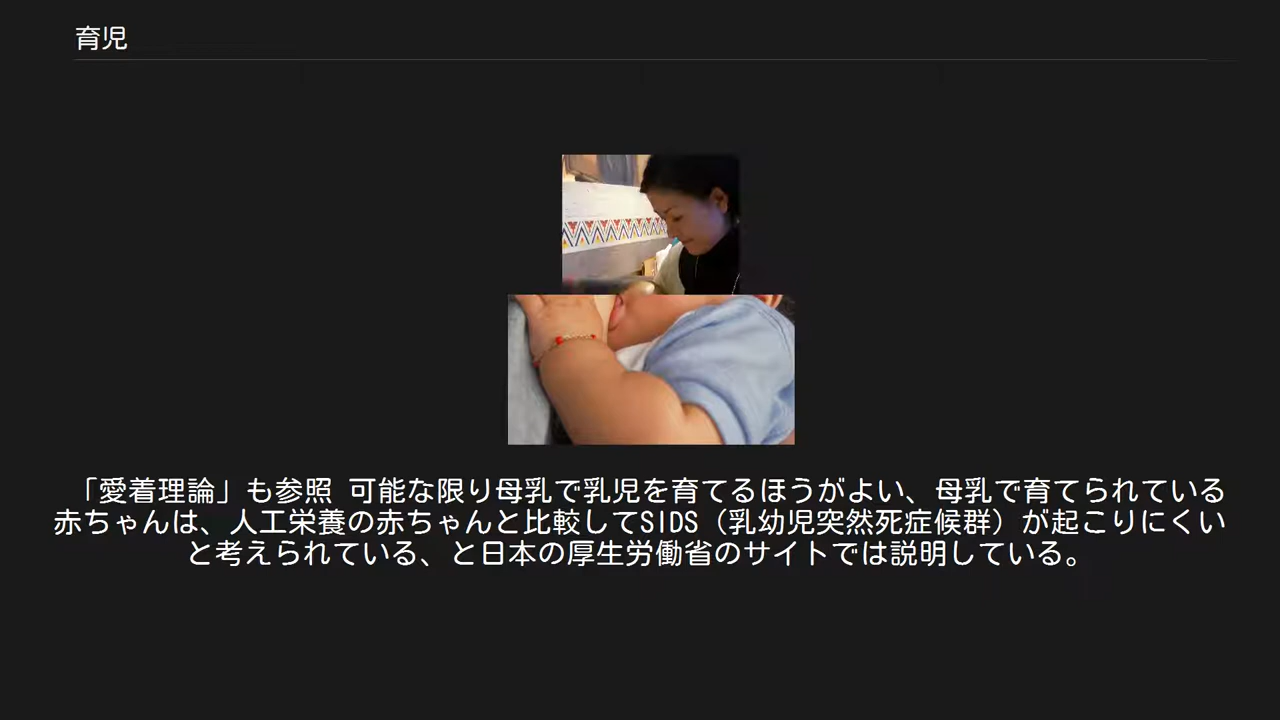 育児
「愛着理論」も参照 可能な限り母乳で乳児を育てるほうがよい、母乳で育てられている
赤ちゃんは、人工栄養の赤ちゃんと比較してSIDS（乳幼児突然死症候群）が起こりにくい
と考えられている、と日本の厚生労働省のサイトでは説明している。